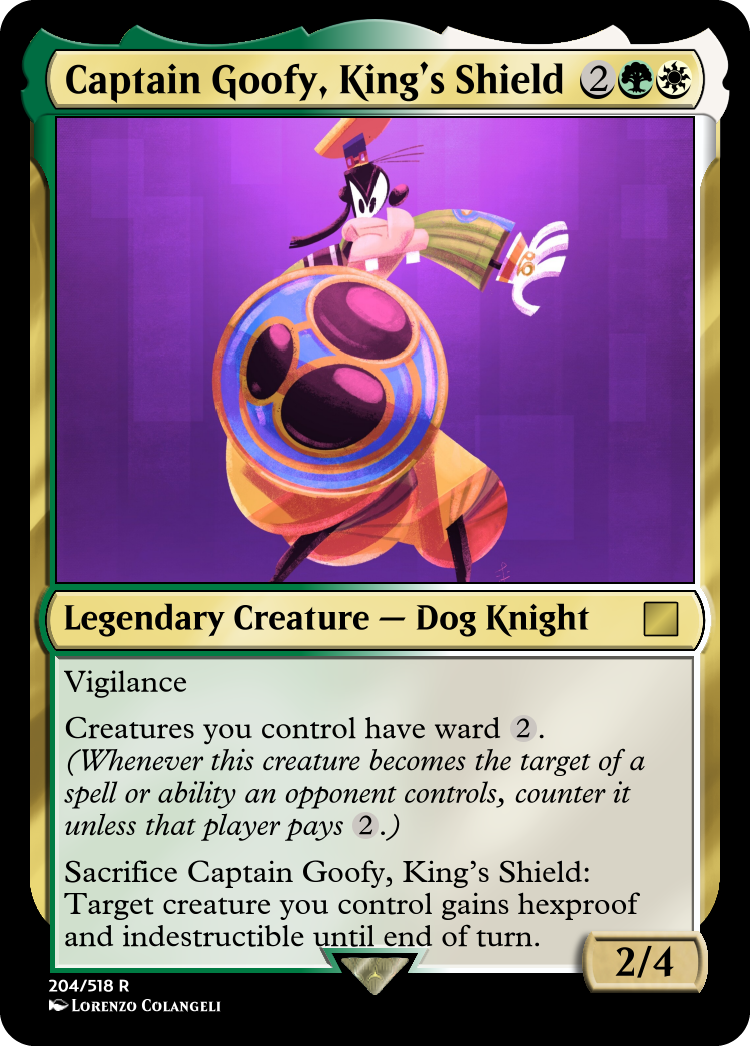 Captain Goofy, King's Shield 2
Legendary Creature — Dog Knight
Vigilance
Creatures you control have ward 2.
(Whenever this creature becomes the target of a
spell or ability an opponent controls, counter it
unless that player pays 2.)
Sacrifice Captain Goofy, King's Shield:
Target creature you control gains hexproof
and indestructible until end of turn.
2/4
204/518 R
Lorenzo Colangeli